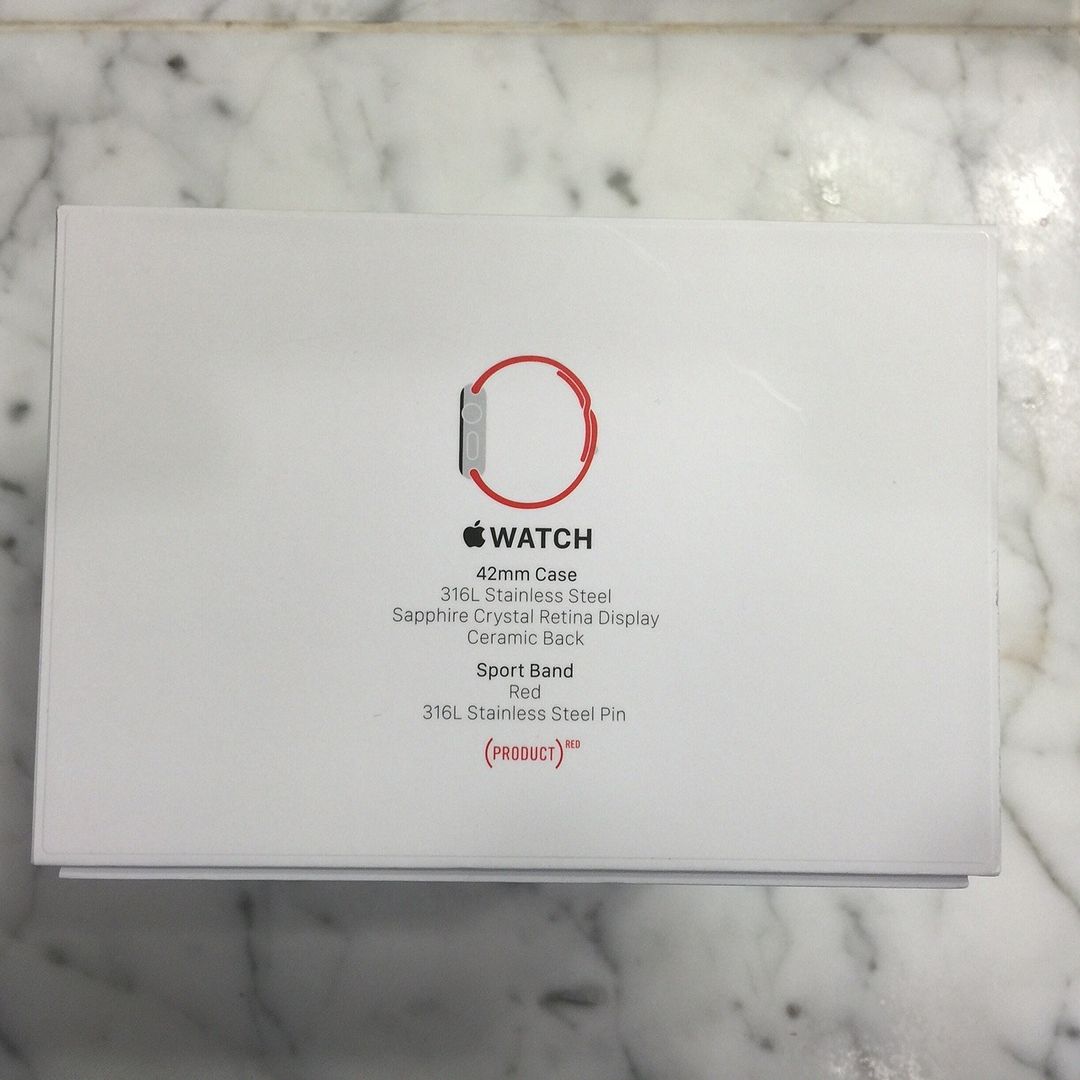 WATCH
42mm Case
316L Stainless Steel
Sapphire Crystal Retina Display
Ceramic Back
Sport Band
Red
316L Stainless Steel Pin
(PRODUCT)RED